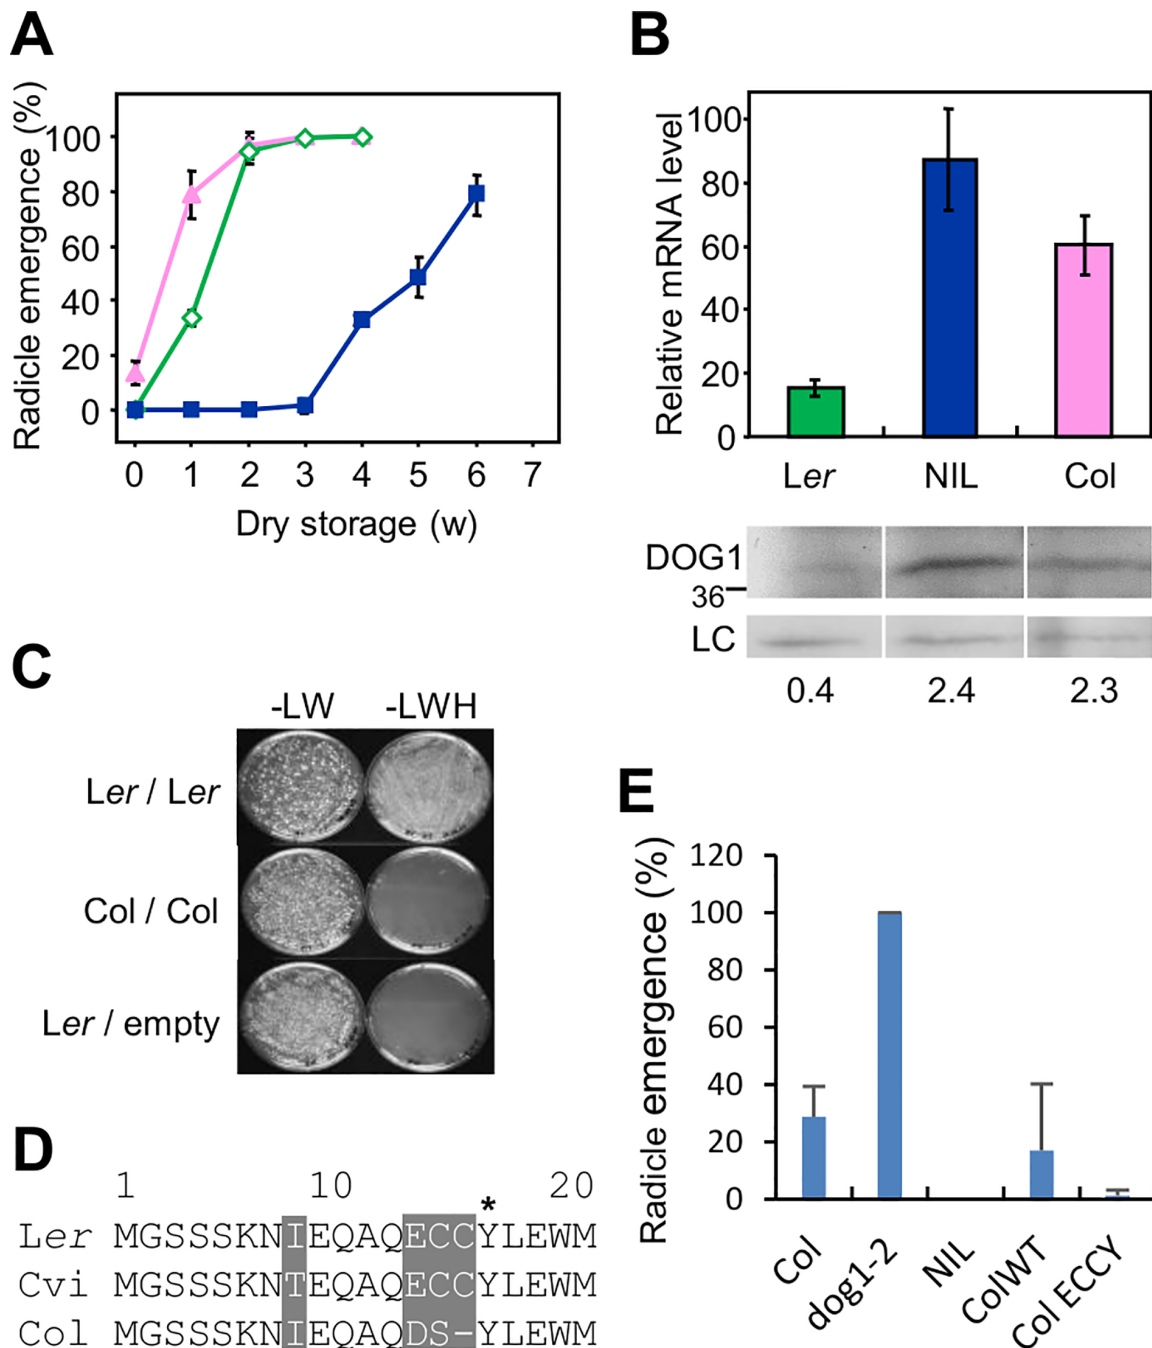 A
Radicle emergence (%)
100
80
60
40
20
0
0 1 2 3 4 5 6 7
Dry storage (w)
B
Relative mRNA level
100
80
60
40
20
0
Ler NIL Col
DOG1
36
LC
0.4 2.4 2.3
C
-LW -LWH
Ler / Ler
Col / Col
Ler / empty
D
1 10 20
*
Ler MGSSSKNIEQAQECCYLEWM
Cvi MGSSSKNTEQAQECCYLEWM
Col MGSSSKNIEQAQDS-YLEWM
E
Radicle emergence (%)
120
100
80
60
40
20
0
Col dog1-2 NIL ColWT Col ECCY